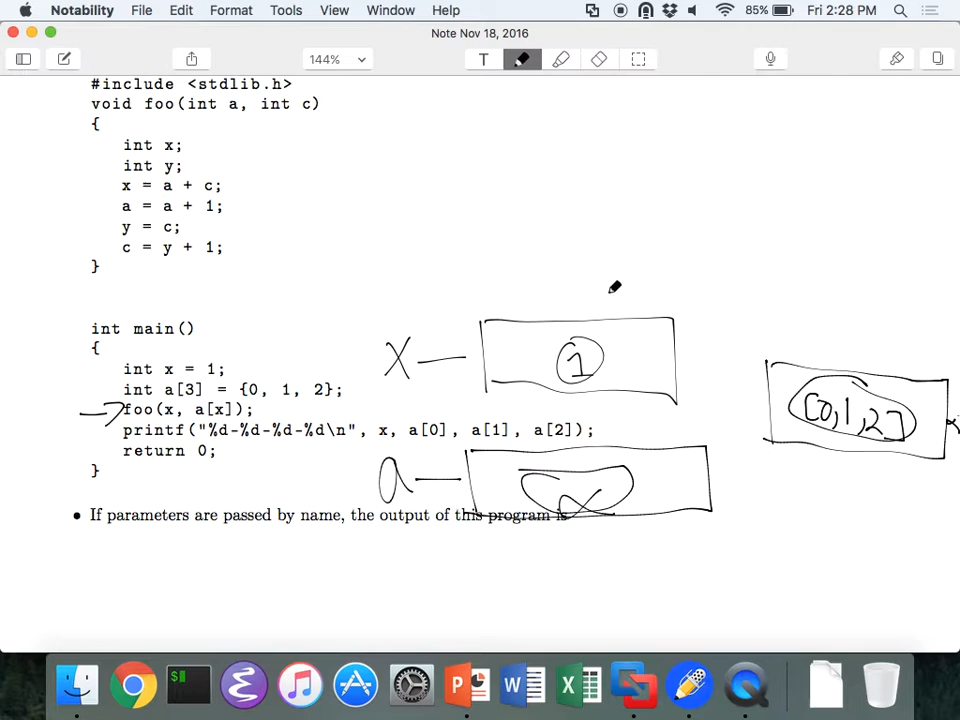 Notability File Edit Format Tools View Window Help 85% Fri 2:28 PM
Note Nov 18, 2016
144% T
#include <stdlib.h>
void foo(int a, int c)
{
int x;
int y;
x = a + c;
a = a + 1;
y = c;
c = y + 1;
}
int main()
{
int x = 1;
int a[3] = {0, 1, 2};
foo(x, a[x]);
printf("%d-%d-%d-%d\n", x, a[0], a[1], a[2]);
return 0;
}
X 1
[0,1,2]
a α
• If parameters are passed by name, the output of this program is
$
P W X